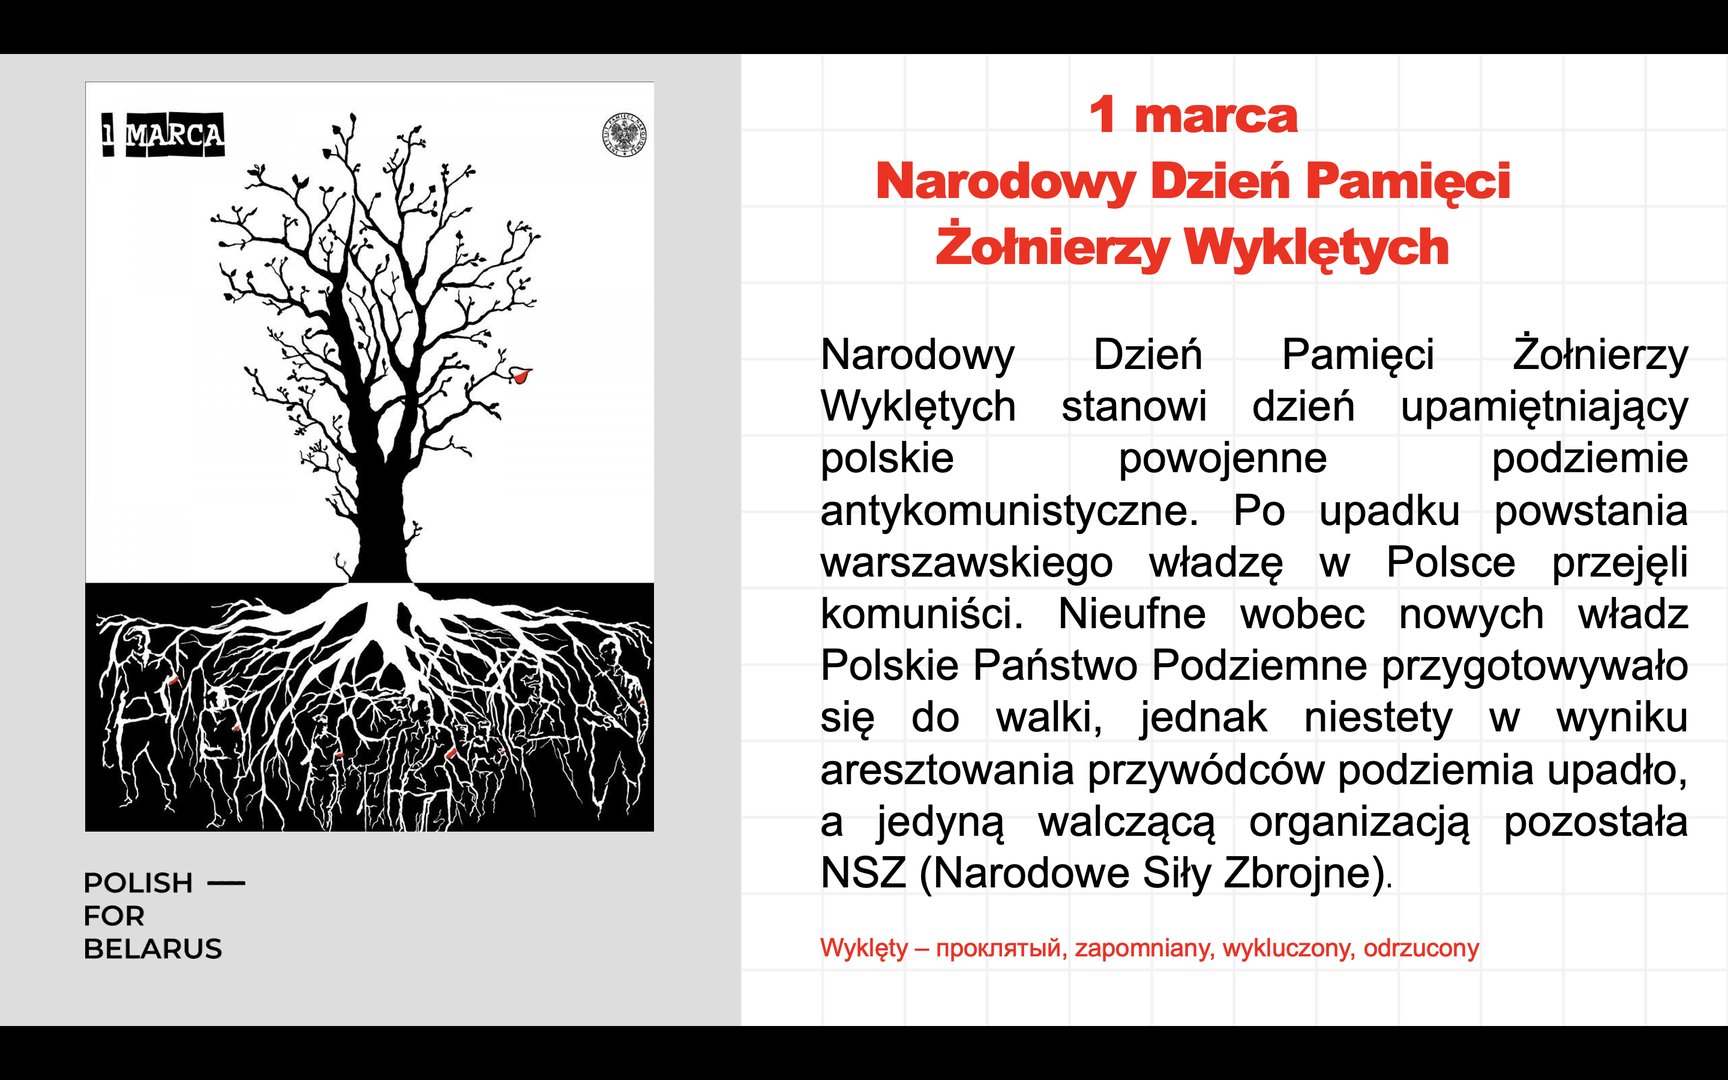 1 MARCA
POLISH —
FOR
BELARUS
1 marca
Narodowy Dzień Pamięci
Żołnierzy Wyklętych
Narodowy Dzień Pamięci Żołnierzy
Wyklętych stanowi dzień upamiętniający
polskie powojenne podziemie
antykomunistyczne. Po upadku powstania
warszawskiego władzę w Polsce przejęli
komuniści. Nieufne wobec nowych władz
Polskie Państwo Podziemne przygotowywało
się do walki, jednak niestety w wyniku
aresztowania przywódców podziemia upadło,
a jedyną walczącą organizacją pozostała
NSZ (Narodowe Siły Zbrojne).
Wyklęty – проклятый, zapomniany, wykluczony, odrzucony